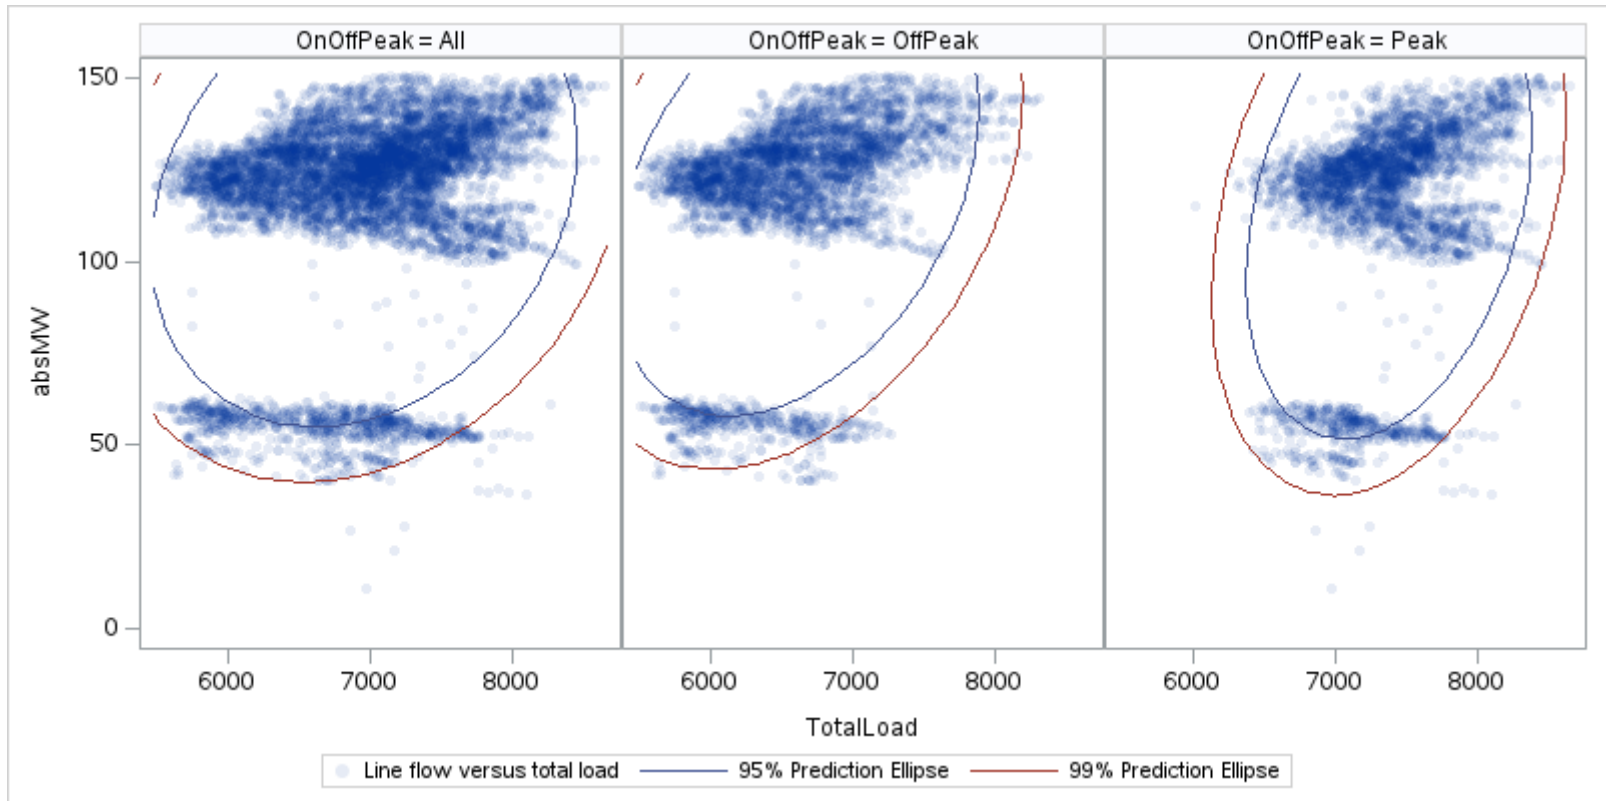 OnOffPeak = All
OnOffPeak = OffPeak
OnOffPeak = Peak
150
100
50
0
absMW
6000 7000 8000
6000 7000 8000
6000 7000 8000
TotalLoad
Line flow versus total load
95% Prediction Ellipse
99% Prediction Ellipse